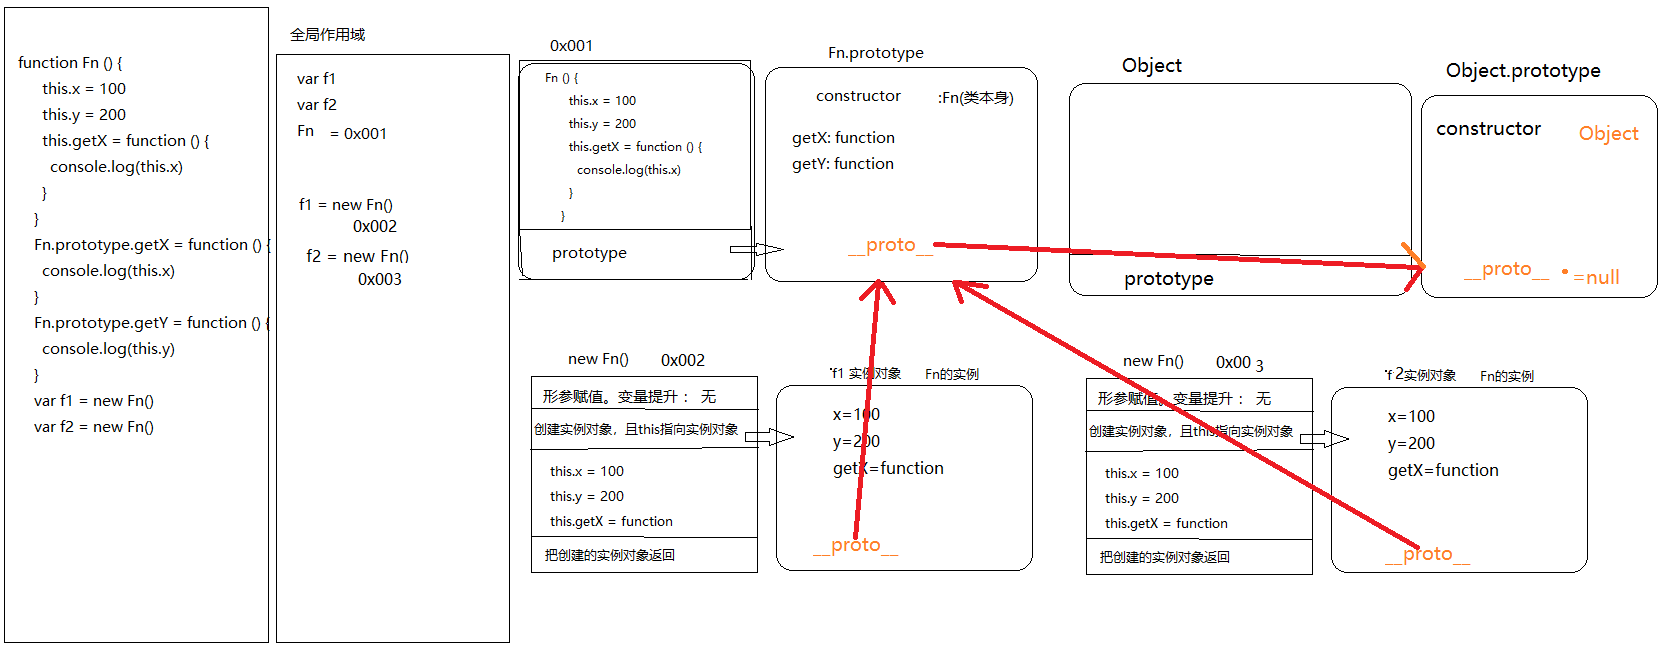 function Fn () {
this.x = 100
this.y = 200
this.getX = function () {
console.log(this.x)
}
}
Fn.prototype.getX = function () {
console.log(this.x)
}
Fn.prototype.getY = function () {
console.log(this.y)
}
var f1 = new Fn()
var f2 = new Fn()
全局作用域
var f1
var f2
Fn = 0x001
f1 = new Fn()
0x002
f2 = new Fn()
0x003
0x001
Fn () {
this.x = 100
this.y = 200
this.getX = function () {
console.log(this.x)
}
}
prototype
Fn.prototype
constructor :Fn(类本身)
getX: function
getY: function
__proto__
Object
prototype
Object.prototype
constructor Object
__proto__ =null
new Fn() 0x002
形参赋值。变量提升： 无
创建实例对象，且this指向实例对象
this.x = 100
this.y = 200
this.getX = function
把创建的实例对象返回
f1 实例对象 Fn的实例
x=100
y=200
getX=function
__proto__
new Fn() 0x00 3
形参赋值。变量提升： 无
创建实例对象，且this指向实例对象
this.x = 100
this.y = 200
this.getX = function
把创建的实例对象返回
f 2实例对象 Fn的实例
x=100
y=200
getX=function
__proto__